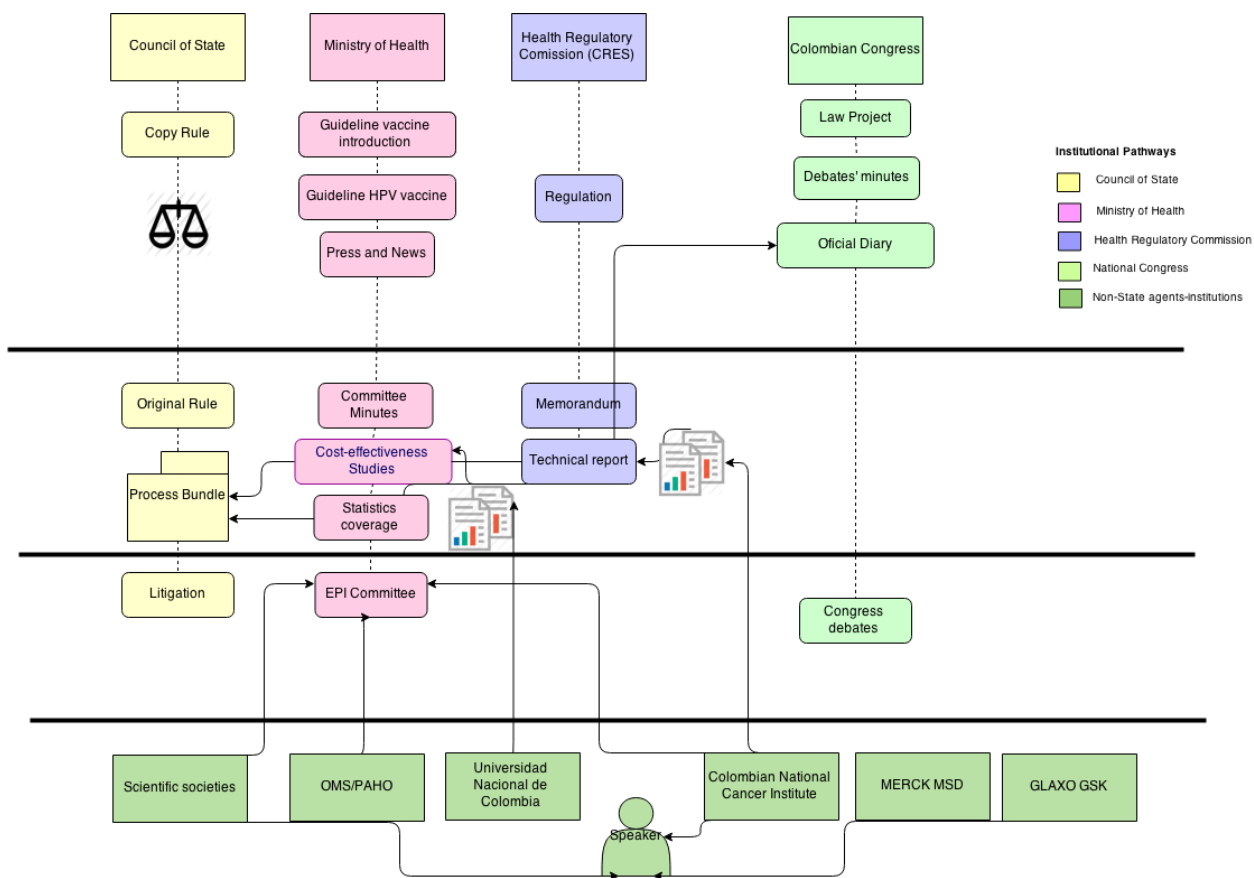 Council of State
Ministry of Health
Health Regulatory
Comission (CRES)
Colombian Congress
Copy Rule
Guideline vaccine
introduction
Law Project
Guideline HPV vaccine
Regulation
Debates' minutes
Press and News
Oficial Diary
Institutional Pathways
Council of State
Ministry of Health
Health Regulatory Commission
National Congress
Non-State agents-institutions
Original Rule
Committee
Minutes
Memorandum
Cost-effectiveness
Studies
Technical report
Process Bundle
Statistics
coverage
Litigation
EPI Committee
Congress
debates
Scientific societies
OMS/PAHO
Universidad
Nacional de
Colombia
Colombian National
Cancer Institute
MERCK MSD
GLAXO GSK
Speaker